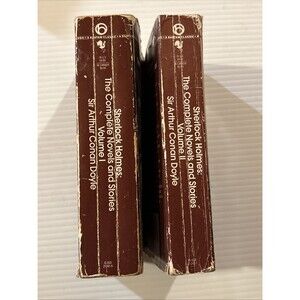 Sherlock Holmes:
The Complete Novels and Stories
Volume I
Sir Arthur Conan Doyle
Sherlock Holmes:
The Complete Novels and Stories
Volume II
Sir Arthur Conan Doyle